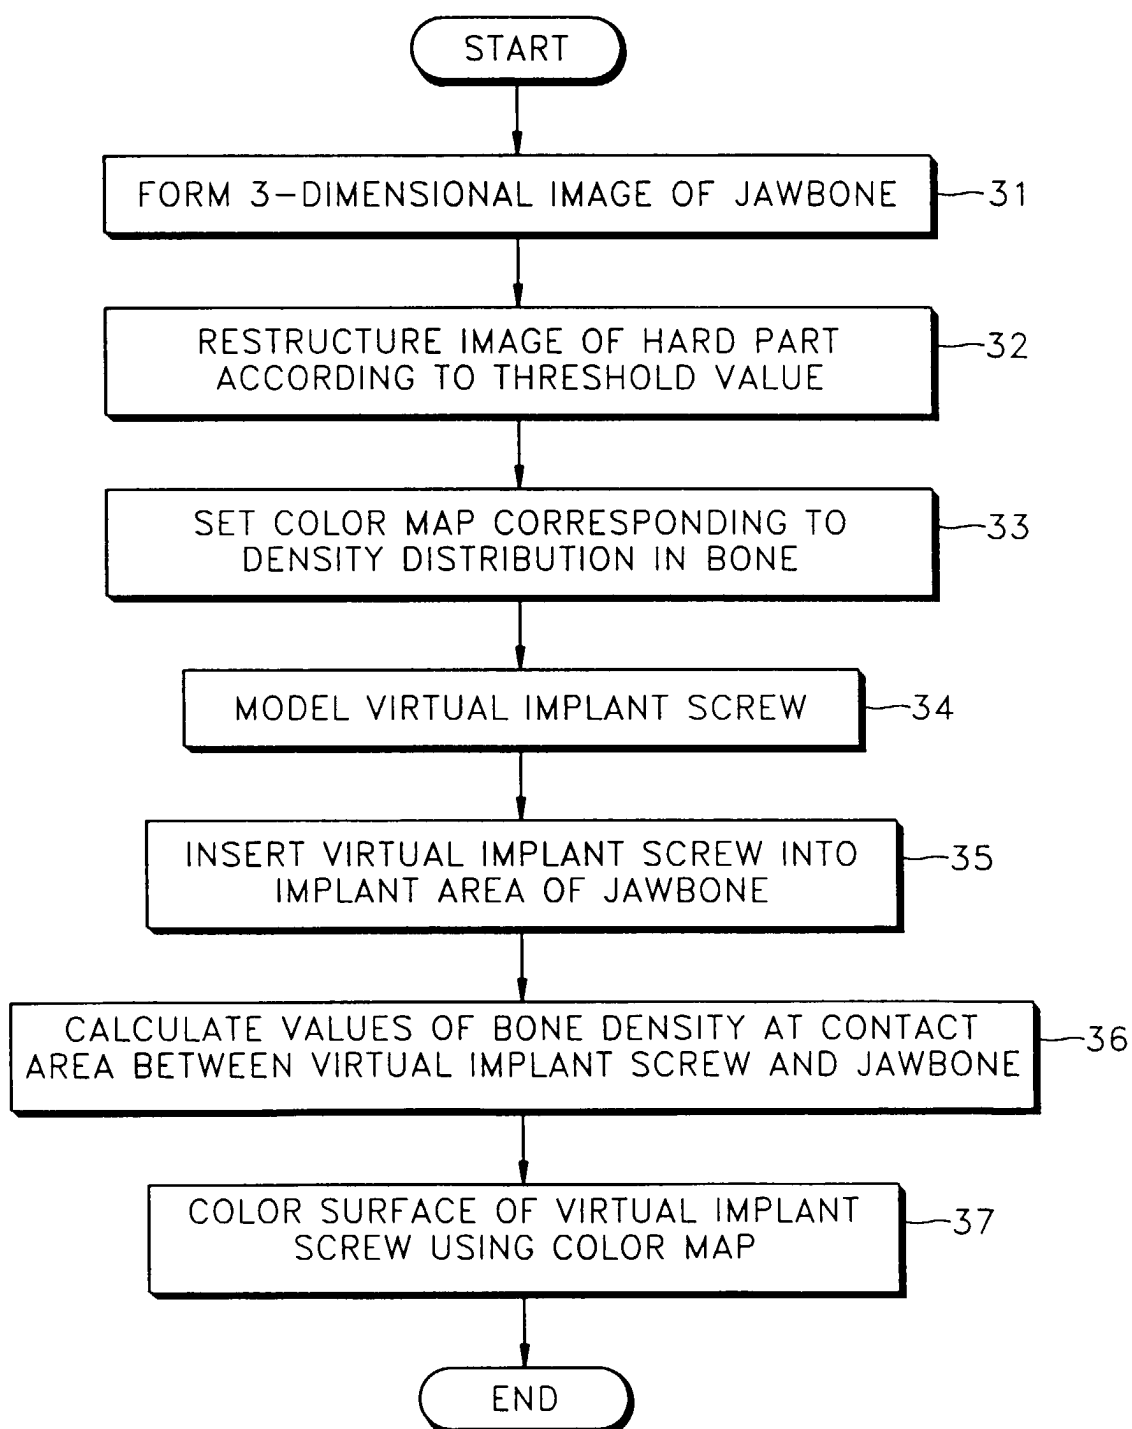 START
FORM 3-DIMENSIONAL IMAGE OF JAWBONE
31
RESTRUCTURE IMAGE OF HARD PART
ACCORDING TO THRESHOLD VALUE
32
SET COLOR MAP CORRESPONDING TO
DENSITY DISTRIBUTION IN BONE
33
MODEL VIRTUAL IMPLANT SCREW
34
INSERT VIRTUAL IMPLANT SCREW INTO
IMPLANT AREA OF JAWBONE
35
CALCULATE VALUES OF BONE DENSITY AT CONTACT
AREA BETWEEN VIRTUAL IMPLANT SCREW AND JAWBONE
36
COLOR SURFACE OF VIRTUAL IMPLANT
SCREW USING COLOR MAP
37
END